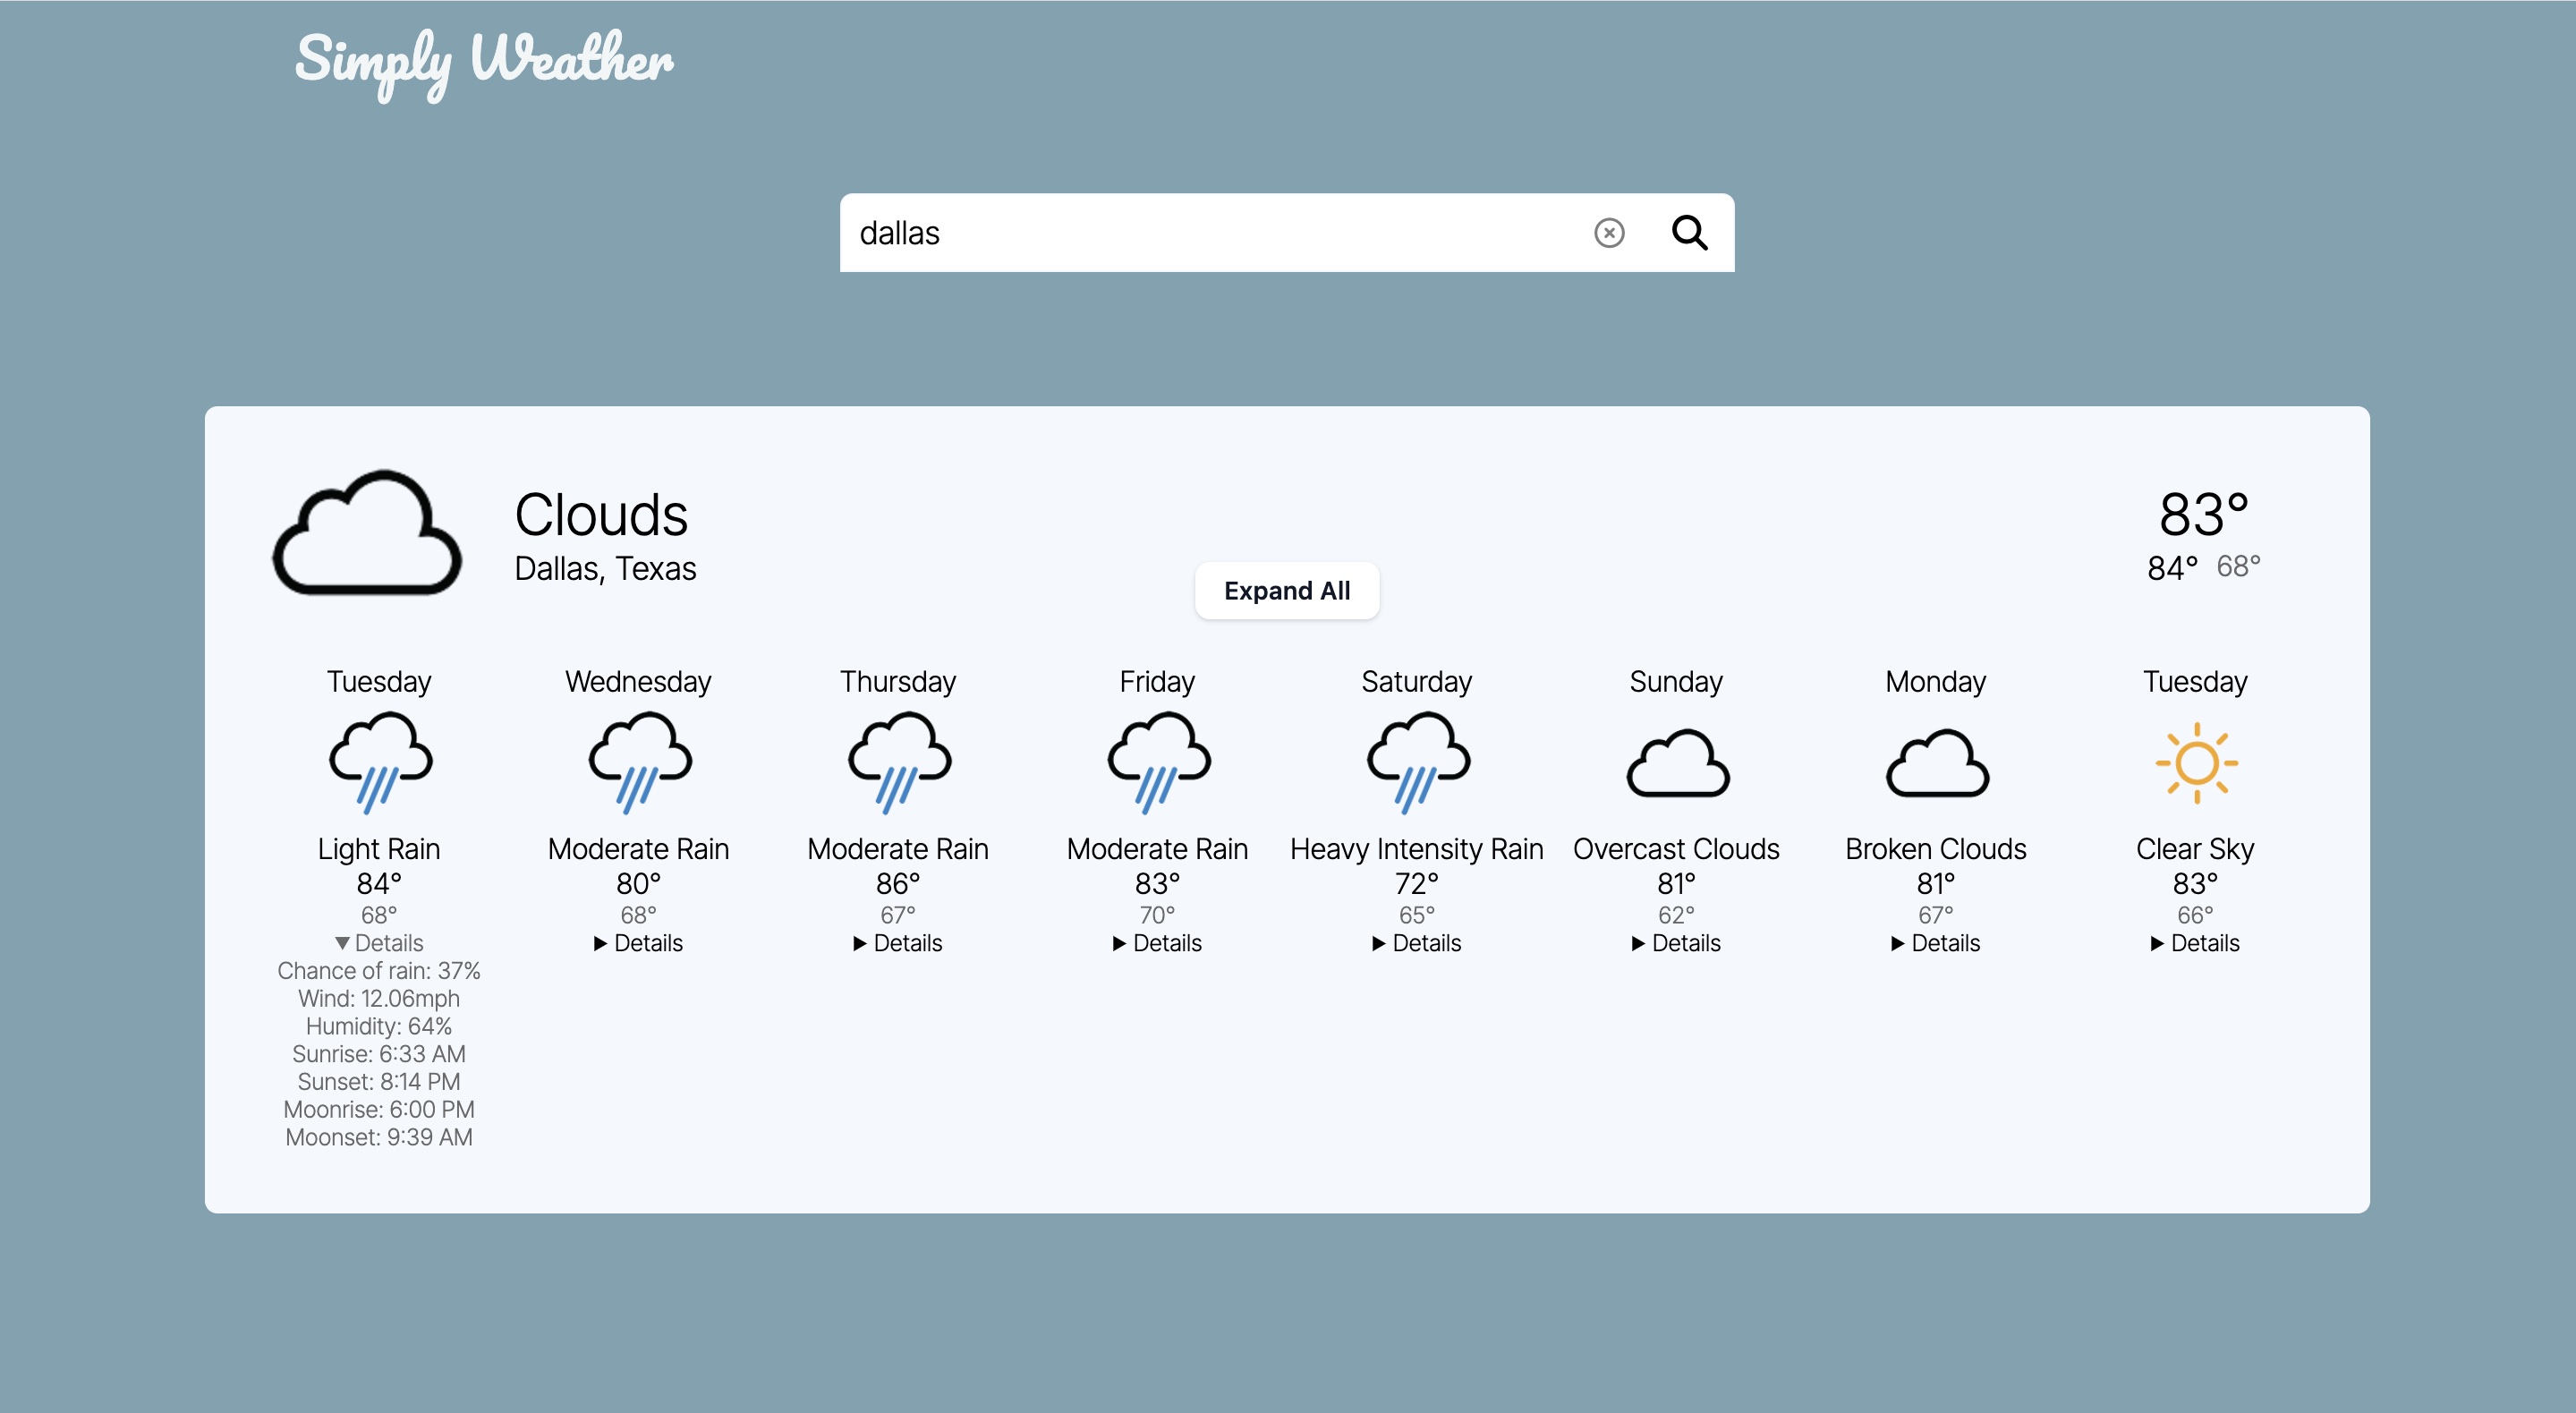 Simply Weather
dallas
Clouds
Dallas, Texas
83°
84° 68°
Expand All
Tuesday
Light Rain
84°
68°
▼ Details
Chance of rain: 37%
Wind: 12.06mph
Humidity: 64%
Sunrise: 6:33 AM
Sunset: 8:14 PM
Moonrise: 6:00 PM
Moonset: 9:39 AM
Wednesday
Moderate Rain
80°
68°
▶ Details
Thursday
Moderate Rain
86°
67°
▶ Details
Friday
Moderate Rain
83°
70°
▶ Details
Saturday
Heavy Intensity Rain
72°
65°
▶ Details
Sunday
Overcast Clouds
81°
62°
▶ Details
Monday
Broken Clouds
81°
67°
▶ Details
Tuesday
Clear Sky
83°
66°
▶ Details